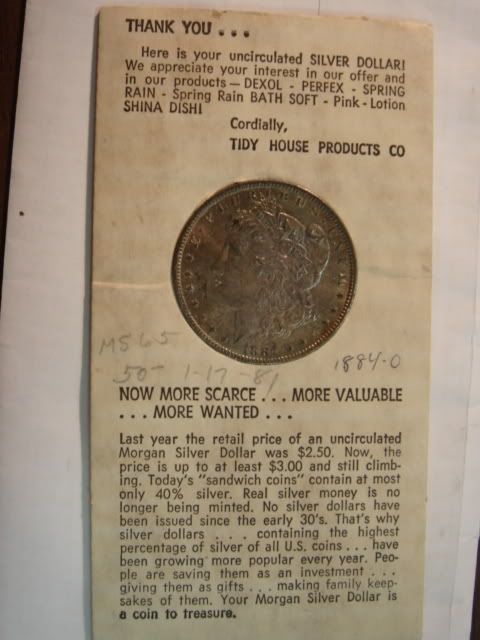 THANK YOU . . .
Here is your uncirculated SILVER DOLLAR!
We appreciate your interest in our offer and
in our products — DEXOL - PERFEX - SPRING
RAIN - Spring Rain BATH SOFT - Pink - Lotion
SHINA DISH!
Cordially,
TIDY HOUSE PRODUCTS CO
MS65
1884-O
50- 1-17-81
NOW MORE SCARCE . . . MORE VALUABLE
. . . MORE WANTED . . .
Last year the retail price of an uncirculated
Morgan Silver Dollar was $2.50. Now, the
price is up to at least $3.00 and still climb-
ing. Today's "sandwich coins" contain at most
only 40% silver. Real silver money is no
longer being minted. No silver dollars have
been issued since the early 30's. That's why
silver dollars . . . containing the highest
percentage of silver of all U.S. coins . . . have
been growing more popular every year. Peo-
ple are saving them as an investment . . .
giving them as gifts . . . making family keep-
sakes of them. Your Morgan Silver Dollar is
a coin to treasure.